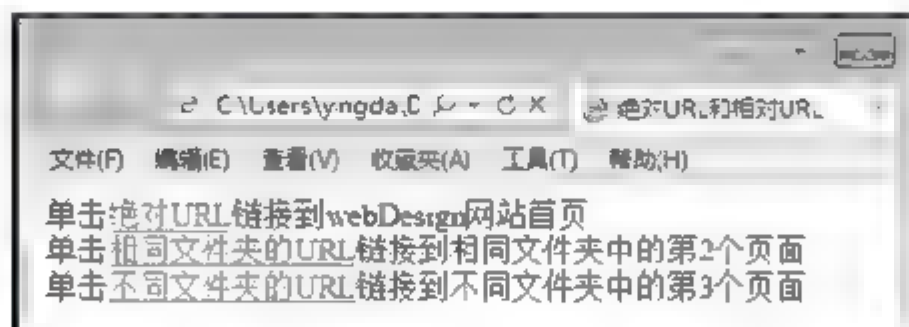 C:\Users\yingda.C
绝对URL和相对URL
文件(F) 编辑(E) 查看(V) 收藏夹(A) 工具(T) 帮助(H)
单击绝对URL链接到webDesign网站首页
单击相同文件夹的URL链接到相同文件夹中的第2个页面
单击不同文件夹的URL链接到不同文件夹中的第3个页面